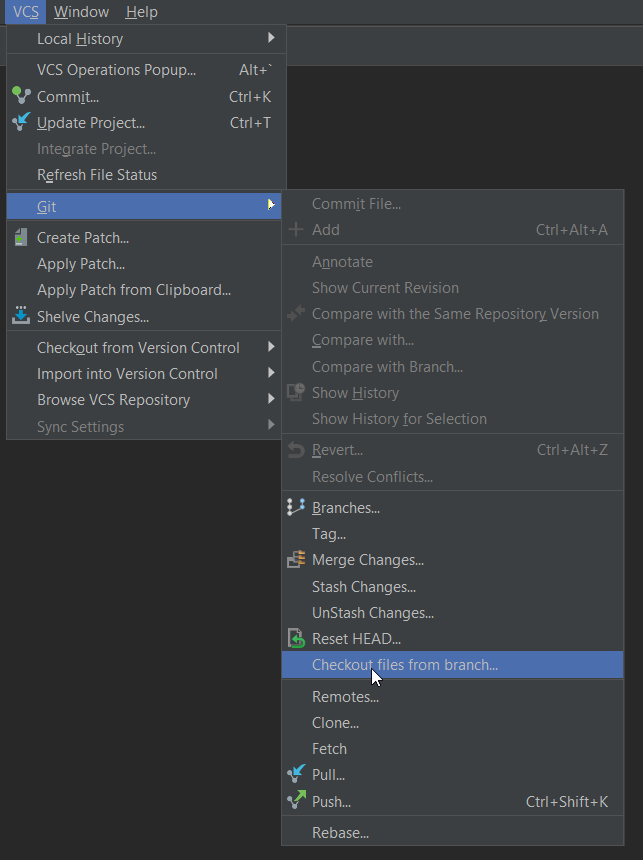 VCS Window Help
Local History
VCS Operations Popup... Alt+`
Commit... Ctrl+K
Update Project... Ctrl+T
Integrate Project...
Refresh File Status
Git
Create Patch...
Apply Patch...
Apply Patch from Clipboard...
Shelve Changes...
Checkout from Version Control
Import into Version Control
Browse VCS Repository
Sync Settings
Commit File...
Add Ctrl+Alt+A
Annotate
Show Current Revision
Compare with the Same Repository Version
Compare with...
Compare with Branch...
Show History
Show History for Selection
Revert... Ctrl+Alt+Z
Resolve Conflicts...
Branches...
Tag...
Merge Changes...
Stash Changes...
UnStash Changes...
Reset HEAD...
Checkout files from branch...
Remotes...
Clone...
Fetch
Pull...
Push... Ctrl+Shift+K
Rebase...